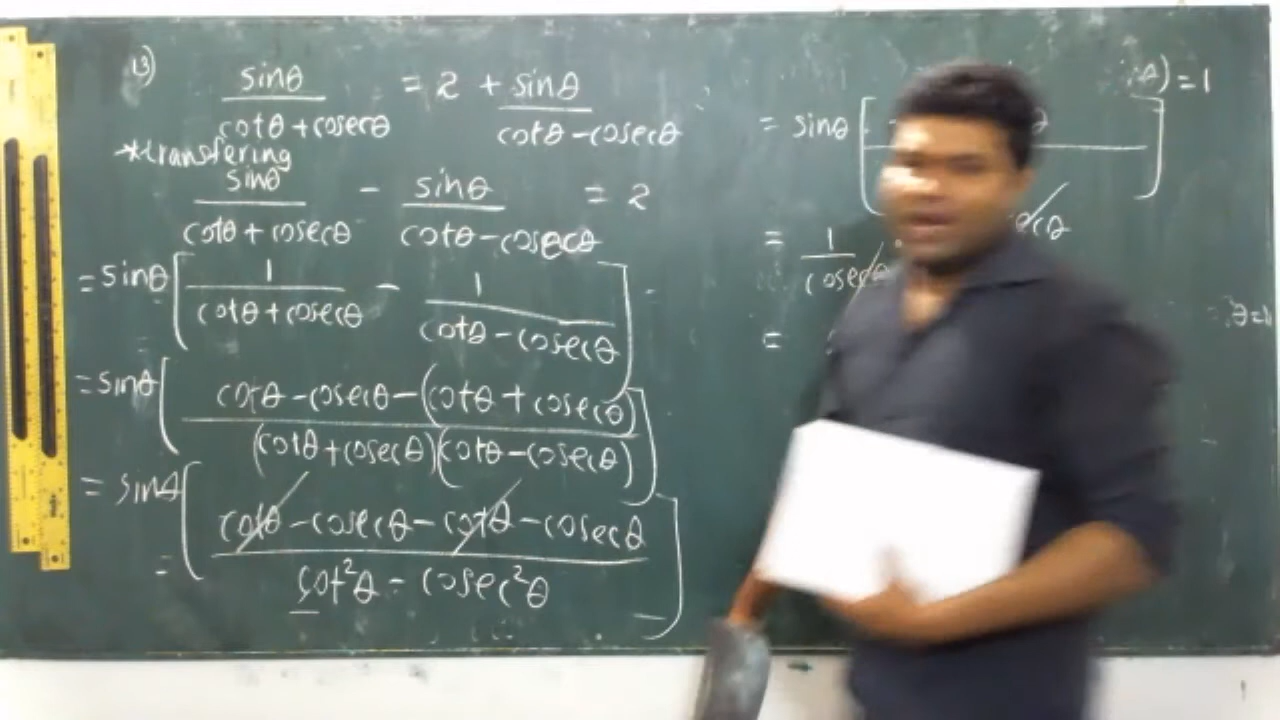 13)
sinθ / cotθ + cosecθ = 2 + sinθ / cotθ - cosecθ
*transfering
sinθ / cotθ + cosecθ - sinθ / cotθ - cosecθ = 2
= sinθ [ 1 / cotθ + cosecθ - 1 / cotθ - cosecθ ]
= sinθ [ cotθ - cosecθ - (cotθ + cosecθ) / (cotθ + cosecθ)(cotθ - cosecθ) ]
= sinθ [ cotθ - cosecθ - cotθ - cosecθ / cot²θ - cosec²θ ]
=
θ) = 1
= sinθ [ ]
= 1 / cosecθ
=